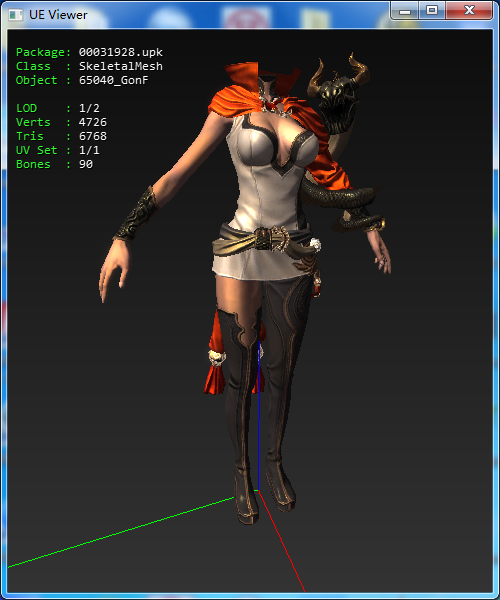 UE Viewer
Package: 00031928.upk
Class  : SkeletalMesh
Object : 65040_GonF
LOD    : 1/2
Verts  : 4726
Tris   : 6768
UV Set : 1/1
Bones  : 90